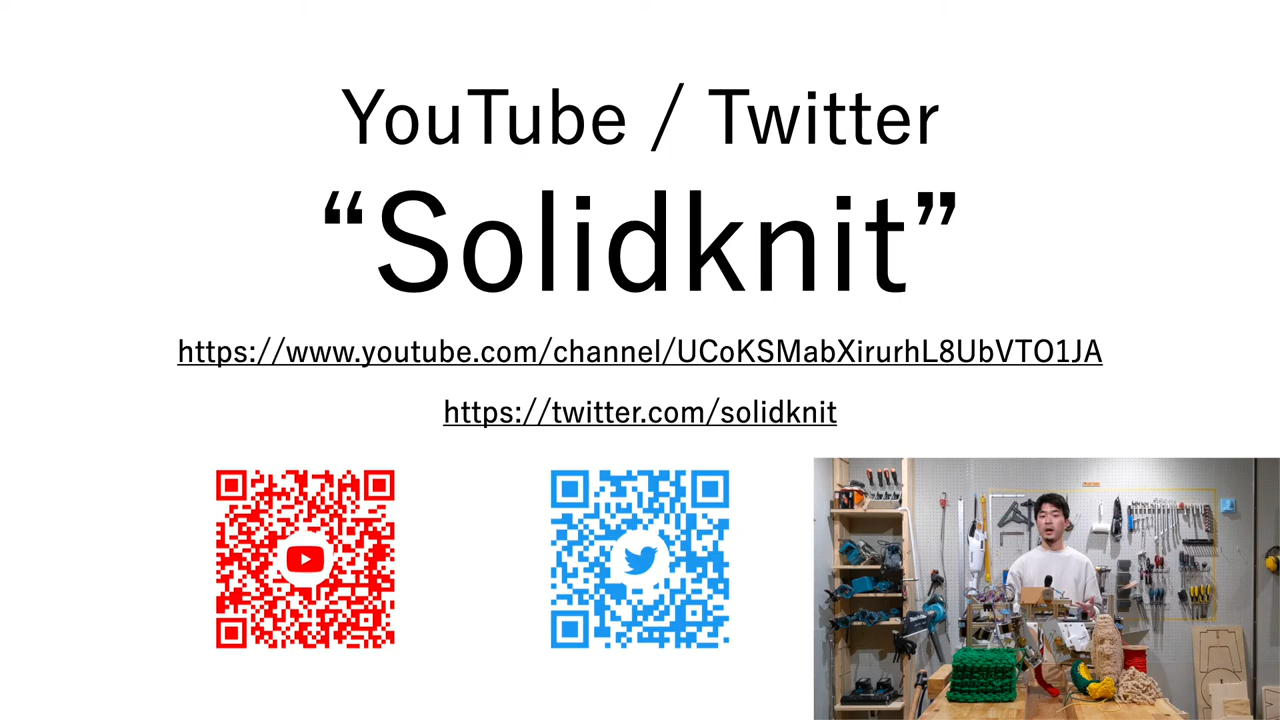 YouTube / Twitter
“Solidknit”
https://www.youtube.com/channel/UCoKSMabXirurhL8UbVTO1JA
https://twitter.com/solidknit